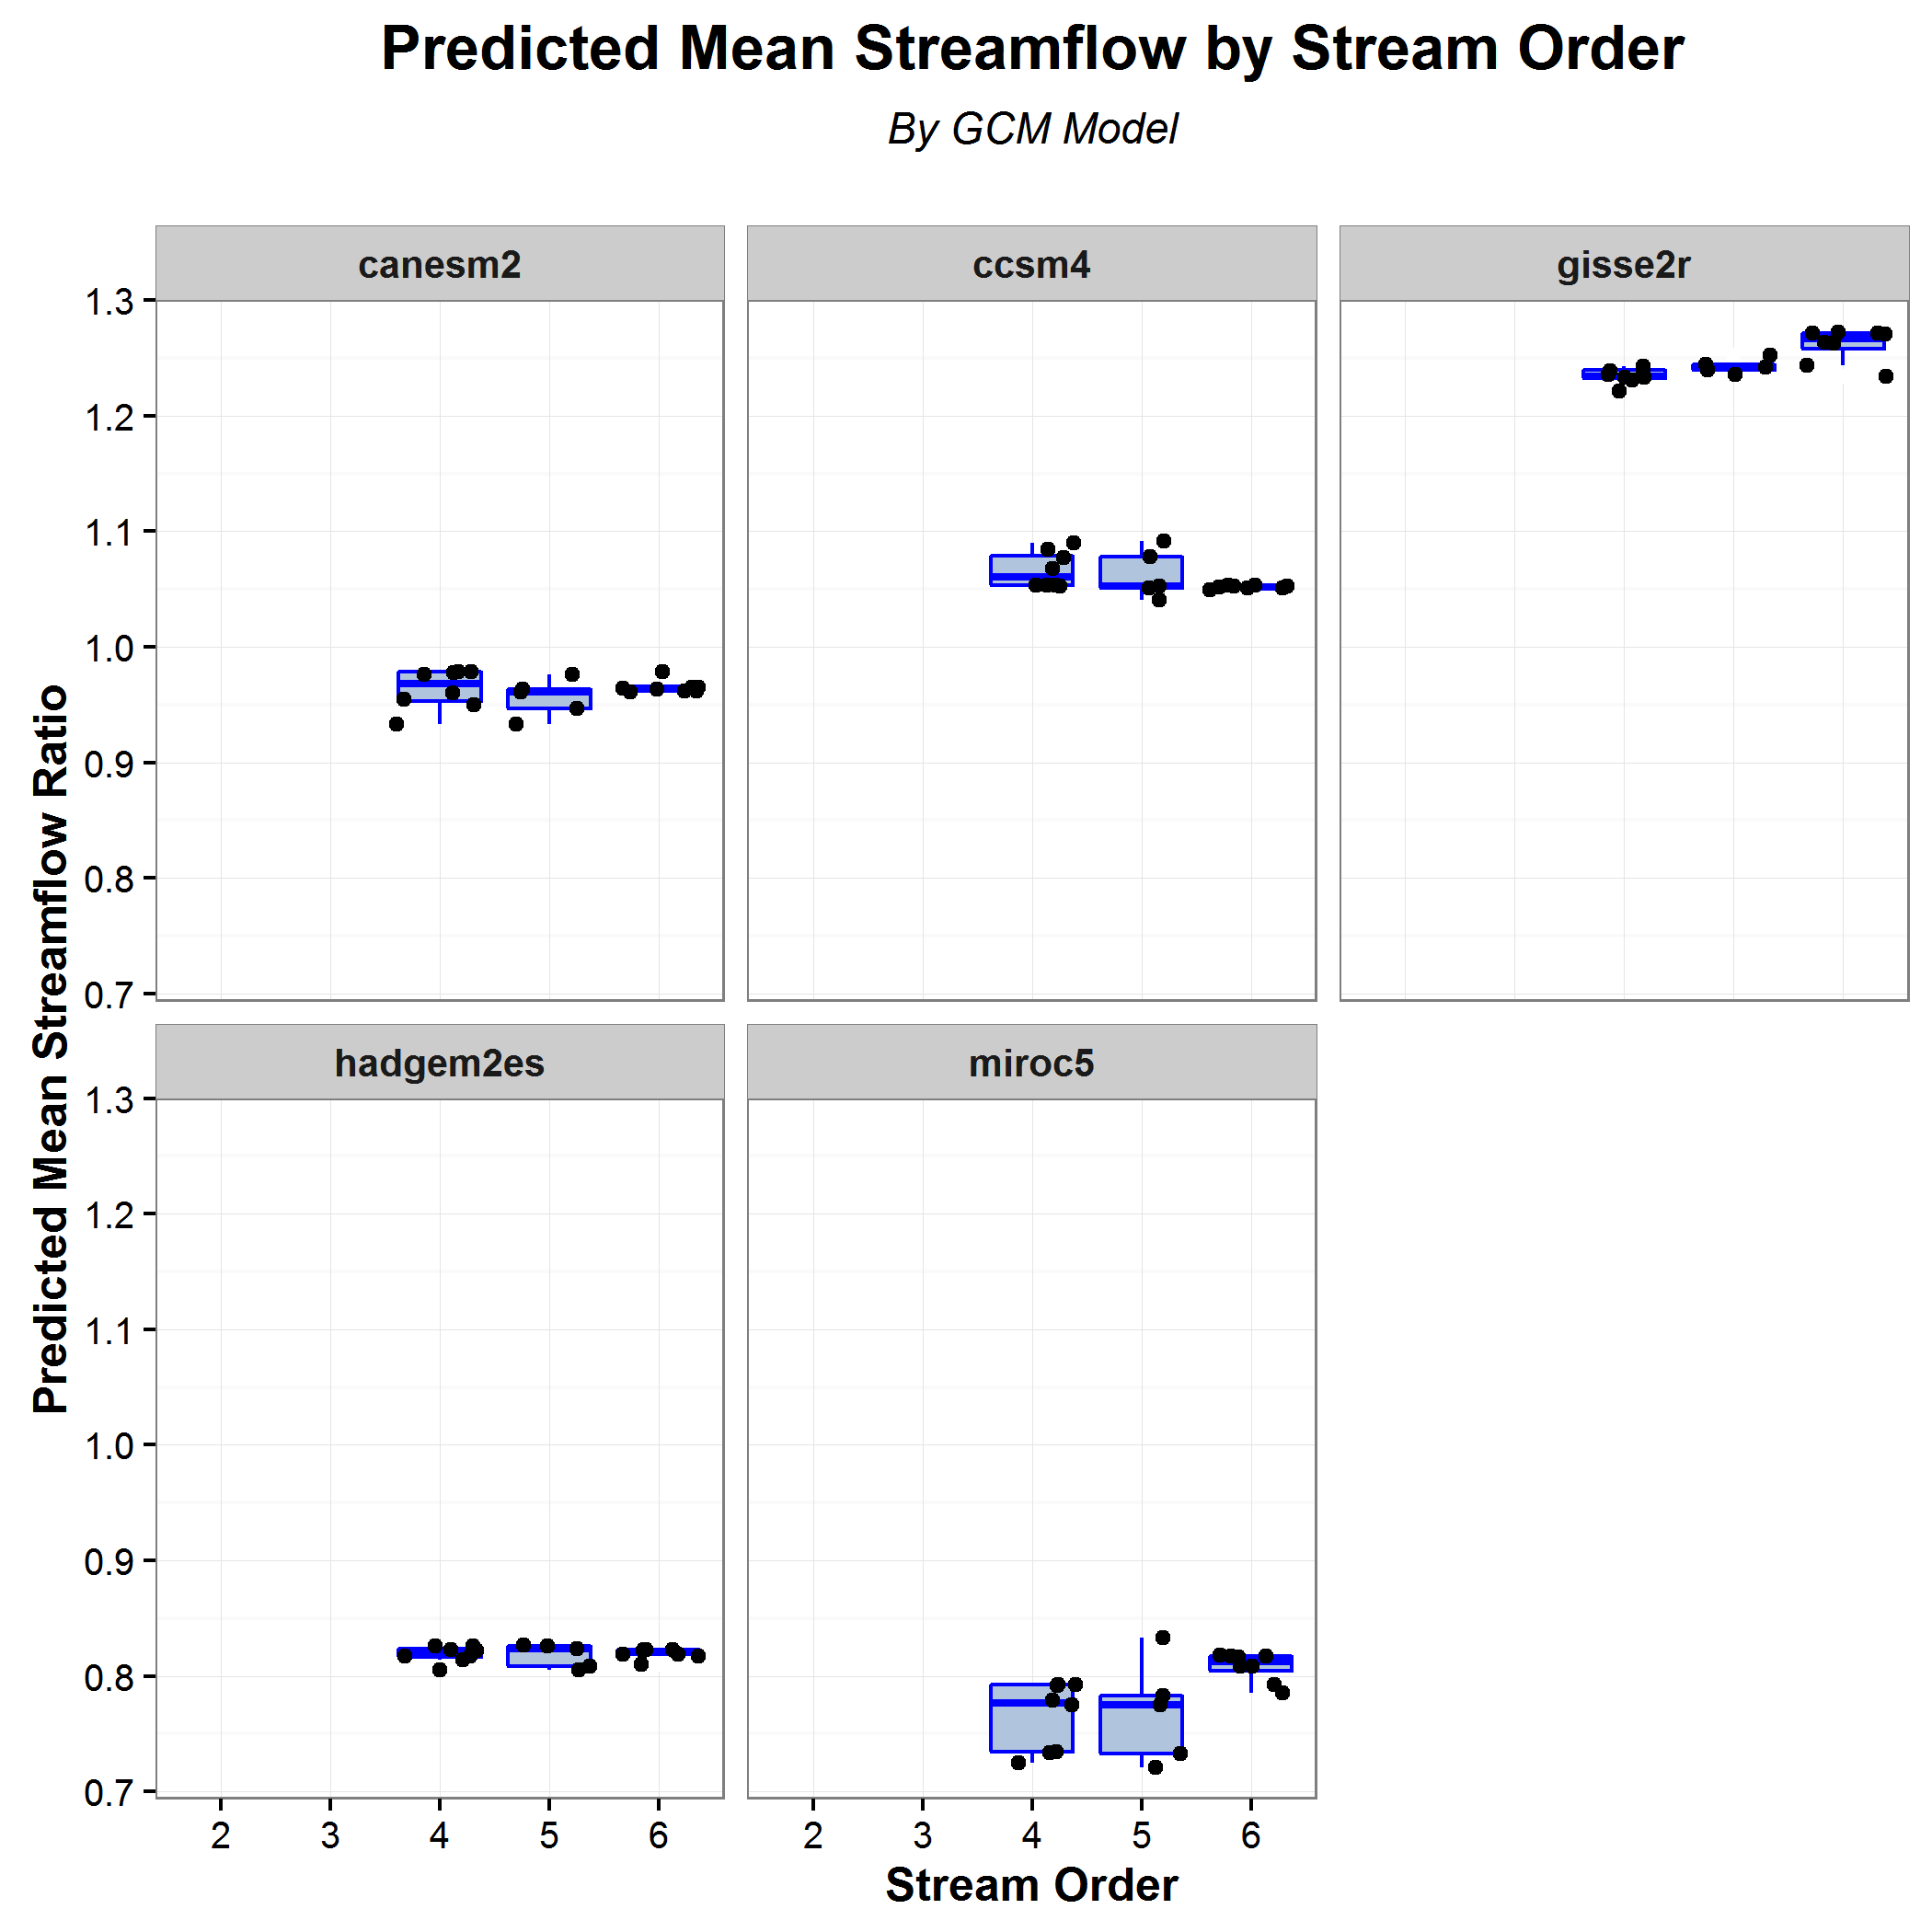 Predicted Mean Streamflow by Stream Order
By GCM Model
canesm2
ccsm4
gisse2r
1.3
1.2
1.1
1.0
0.9
0.8
0.7
Predicted Mean Streamflow Ratio
hadgem2es
miroc5
1.3
1.2
1.1
1.0
0.9
0.8
0.7
2 3 4 5 6
2 3 4 5 6
Stream Order